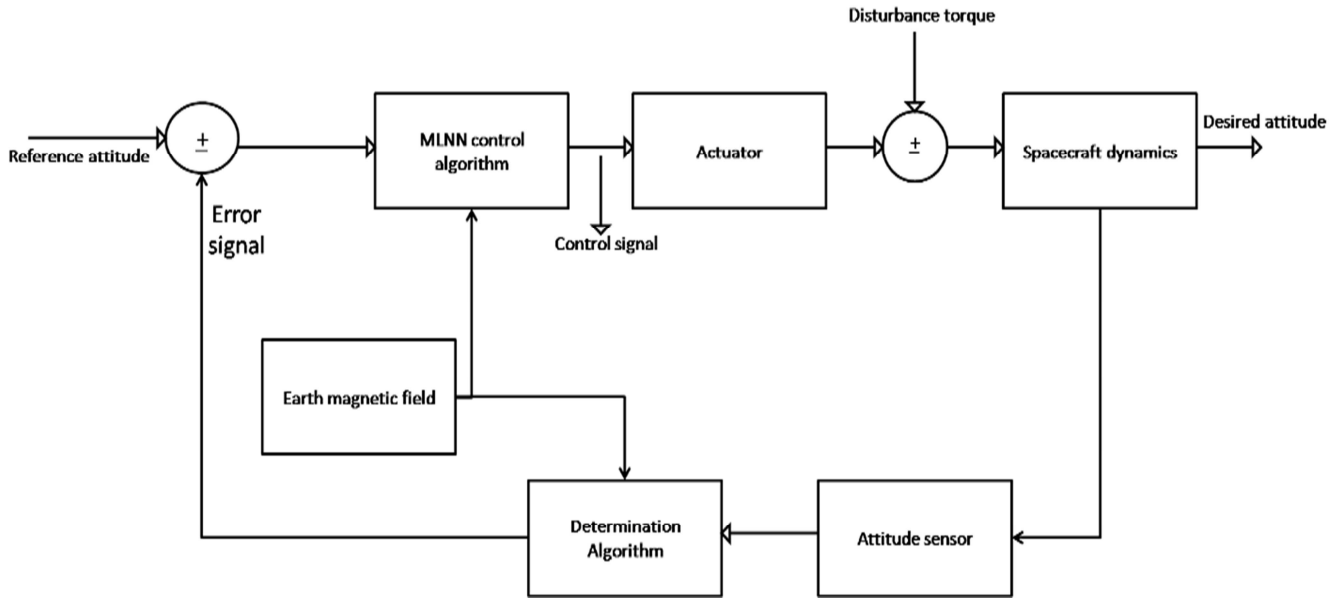 Disturbance torque
Reference attitude
±
MLNN control
algorithm
Actuator
±
Spacecraft dynamics
Desired attitude
Error
signal
Control signal
Earth magnetic field
Determination
Algorithm
Attitude sensor